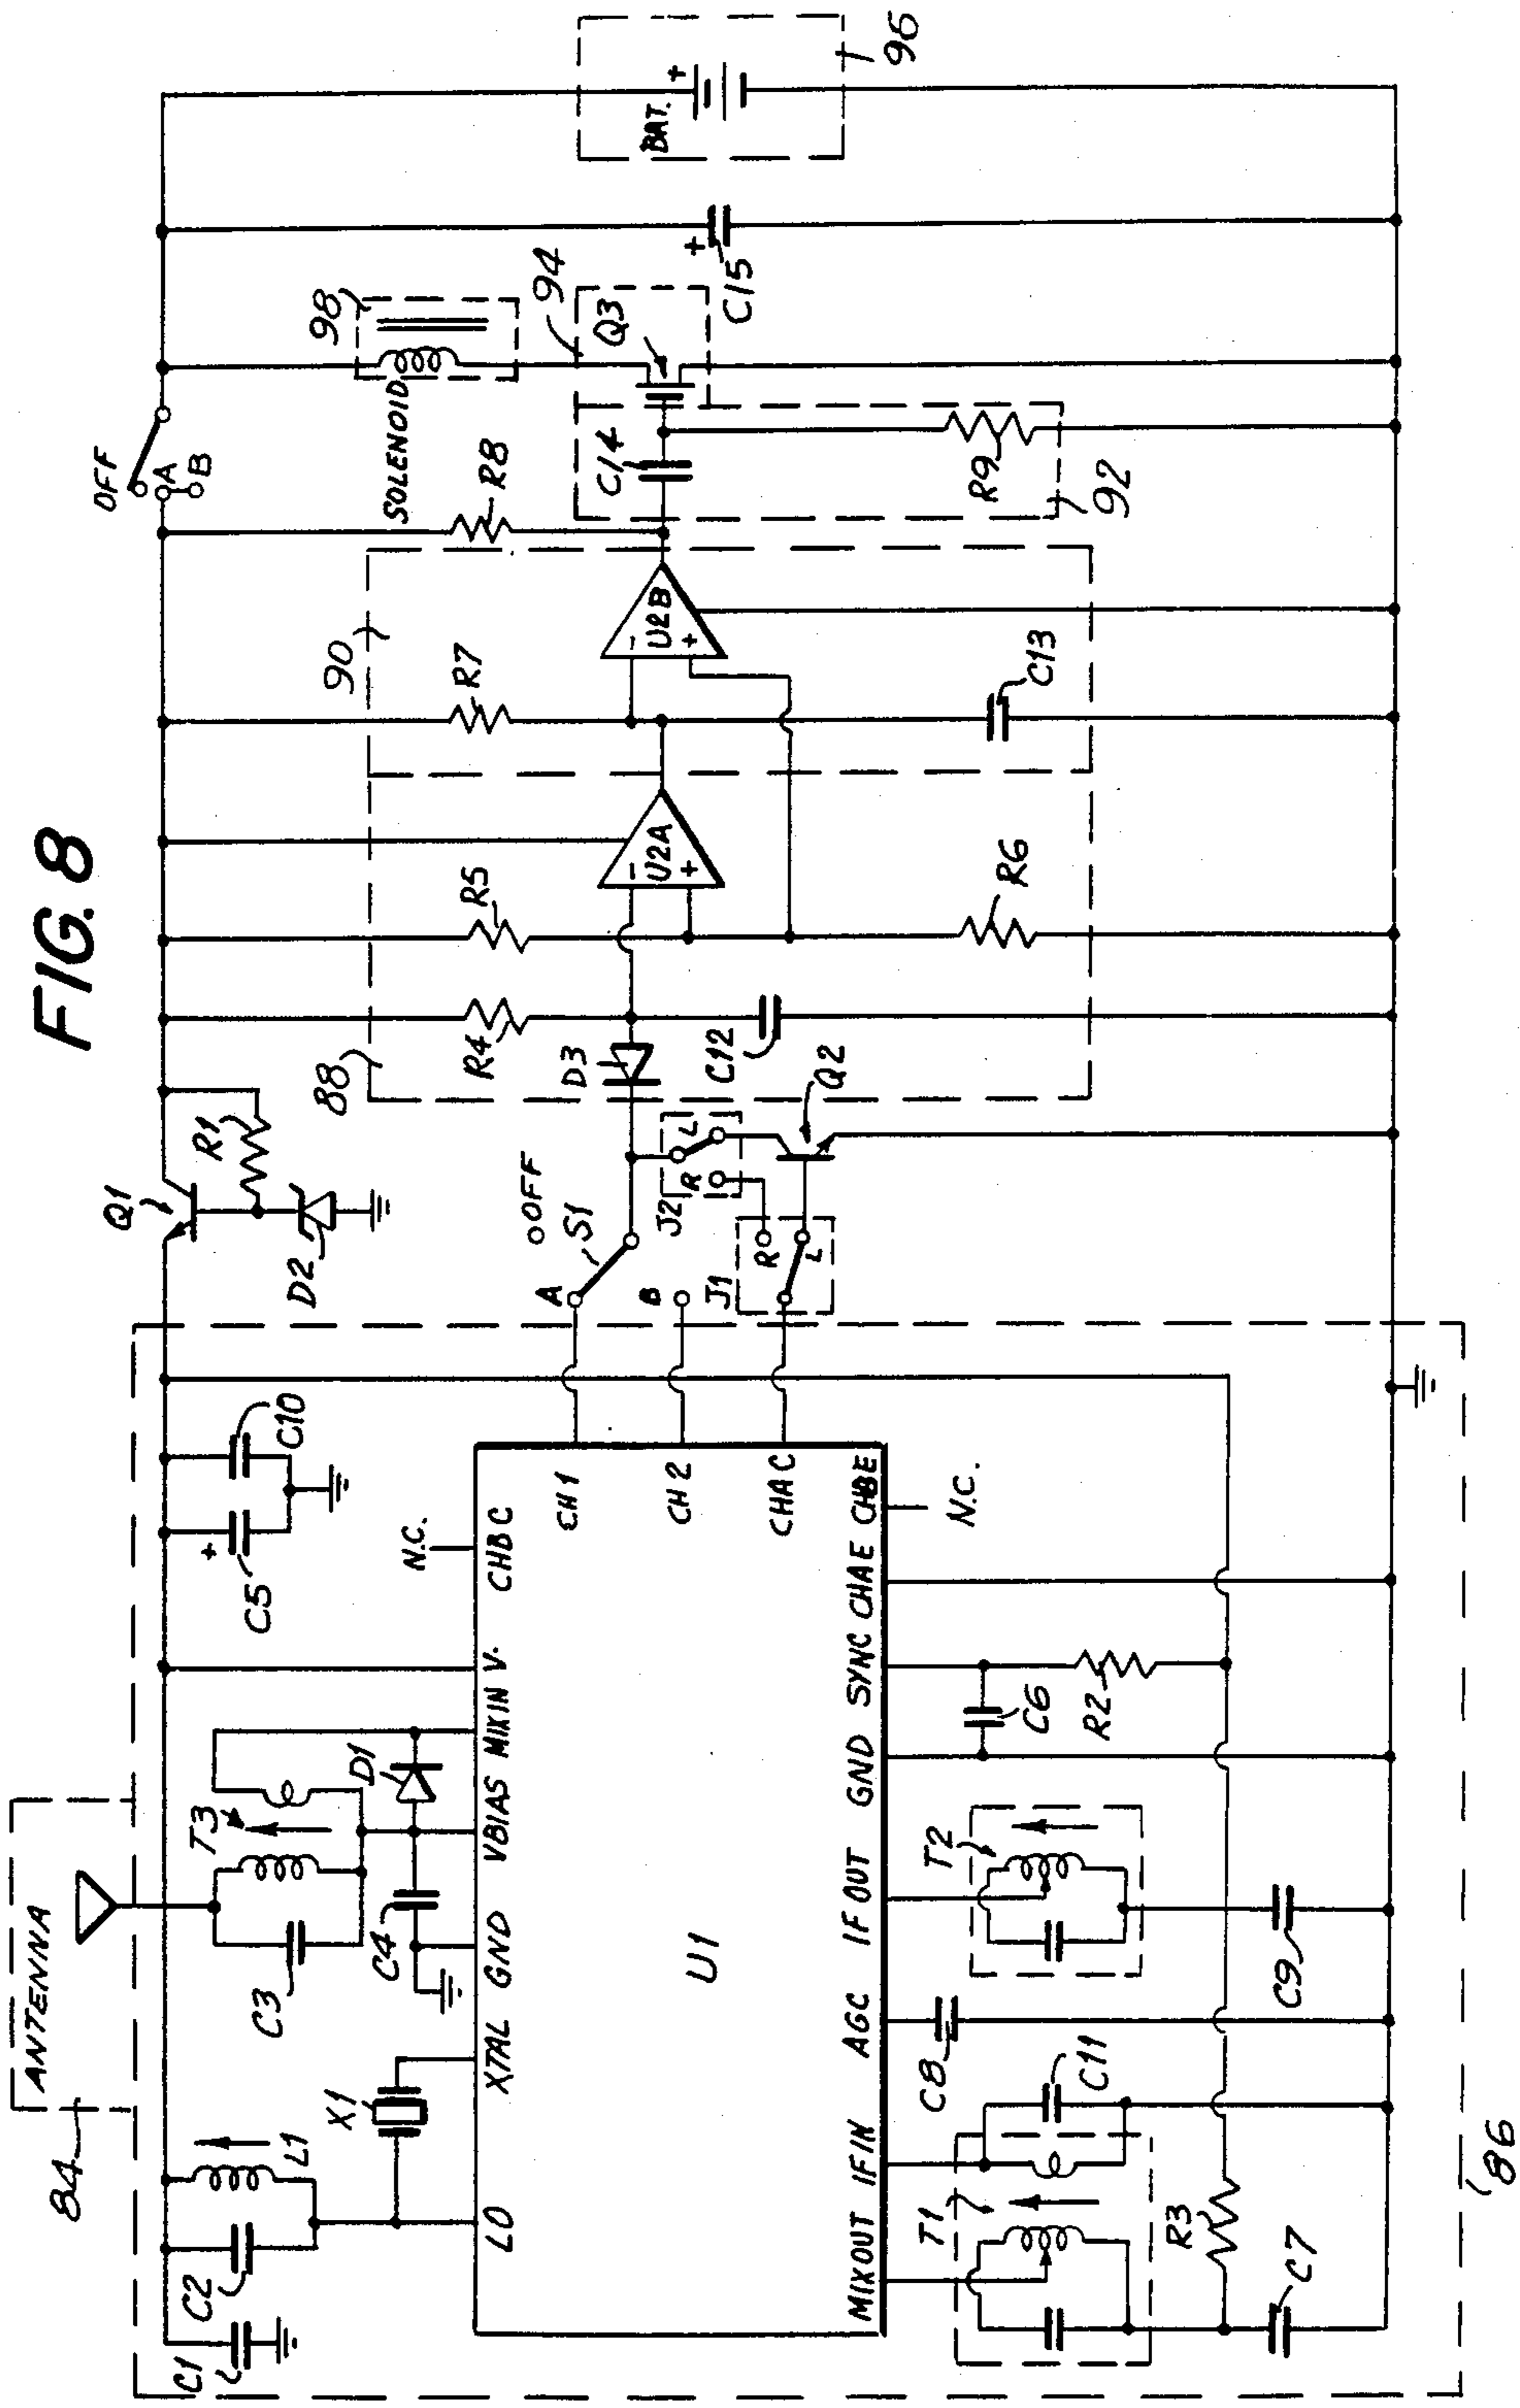 FIG. 8
84
ANTENNA
C1
C2
L1
X1
C3
T3
C4
D1
C5
+
C10
N.C.
Q1
R1
D2
OFF
A
B
LO
XTAL
GND
VBIAS
MIXIN
V-
CHBC
U1
CH1
CH2
CHAC
MIXOUT
IFIN
AGC
IF OUT
GND
SYNC
CHAE
CHBE
N.C.
T1
C11
C8
T2
C6
R2
R3
C7
C9
86
A
B
OFF
S1
J2
R
L
J1
R
L
Q2
88
D3
R4
C12
R5
R6
-
U2A
+
90
R7
-
U2B
+
C13
R8
SOLENOID
98
94
Q3
C14
R9
92
+
C15
BAT.
+
96